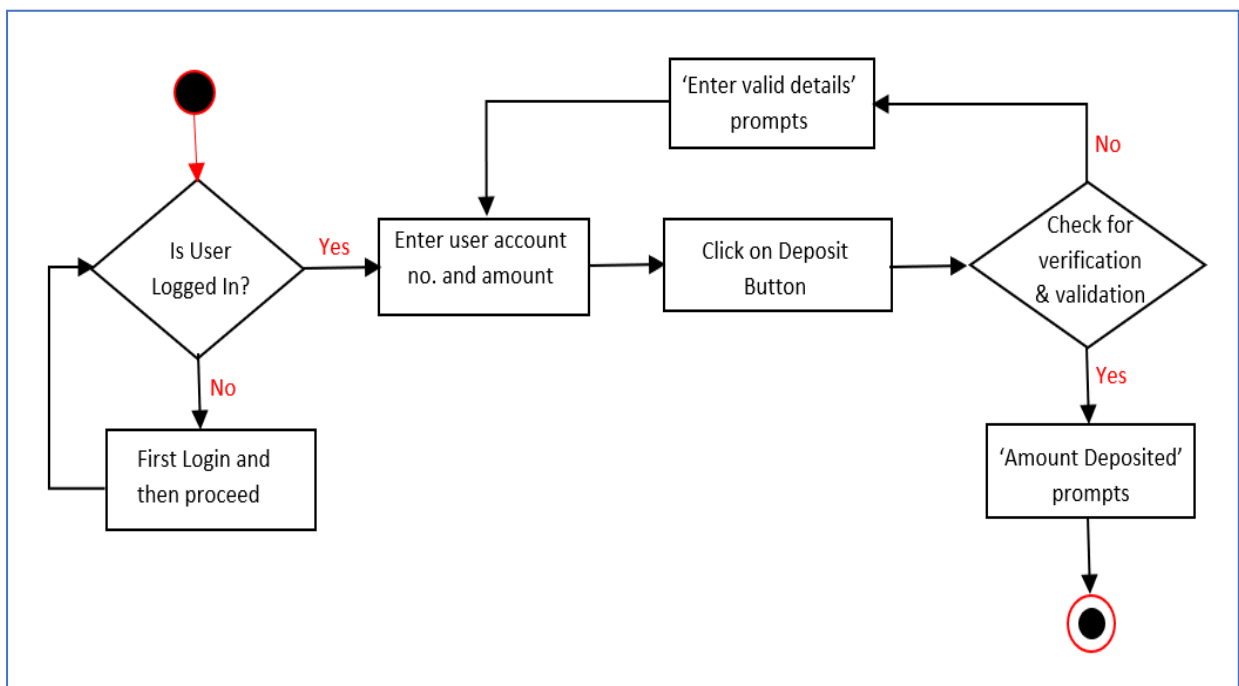 ‘Enter valid details’
prompts
No
Is User
Logged In?
Yes
Enter user account
no. and amount
Click on Deposit
Button
Check for
verification
& validation
No
Yes
First Login and
then proceed
‘Amount Deposited’
prompts